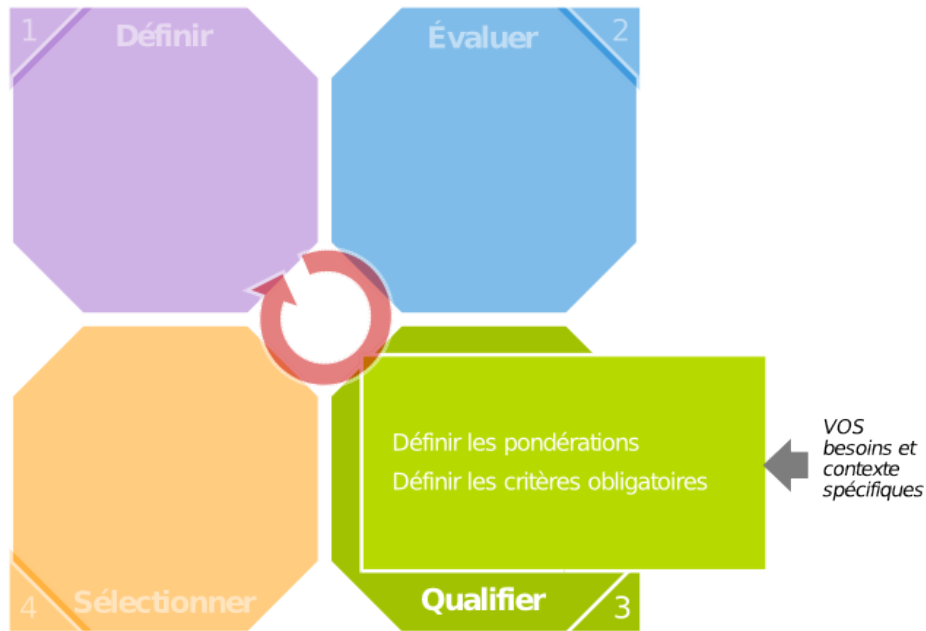 1
Définir
Évaluer
2
Définir les pondérations
Définir les critères obligatoires
VOS
besoins et
contexte
spécifiques
4
Sélectionner
Qualifier
3